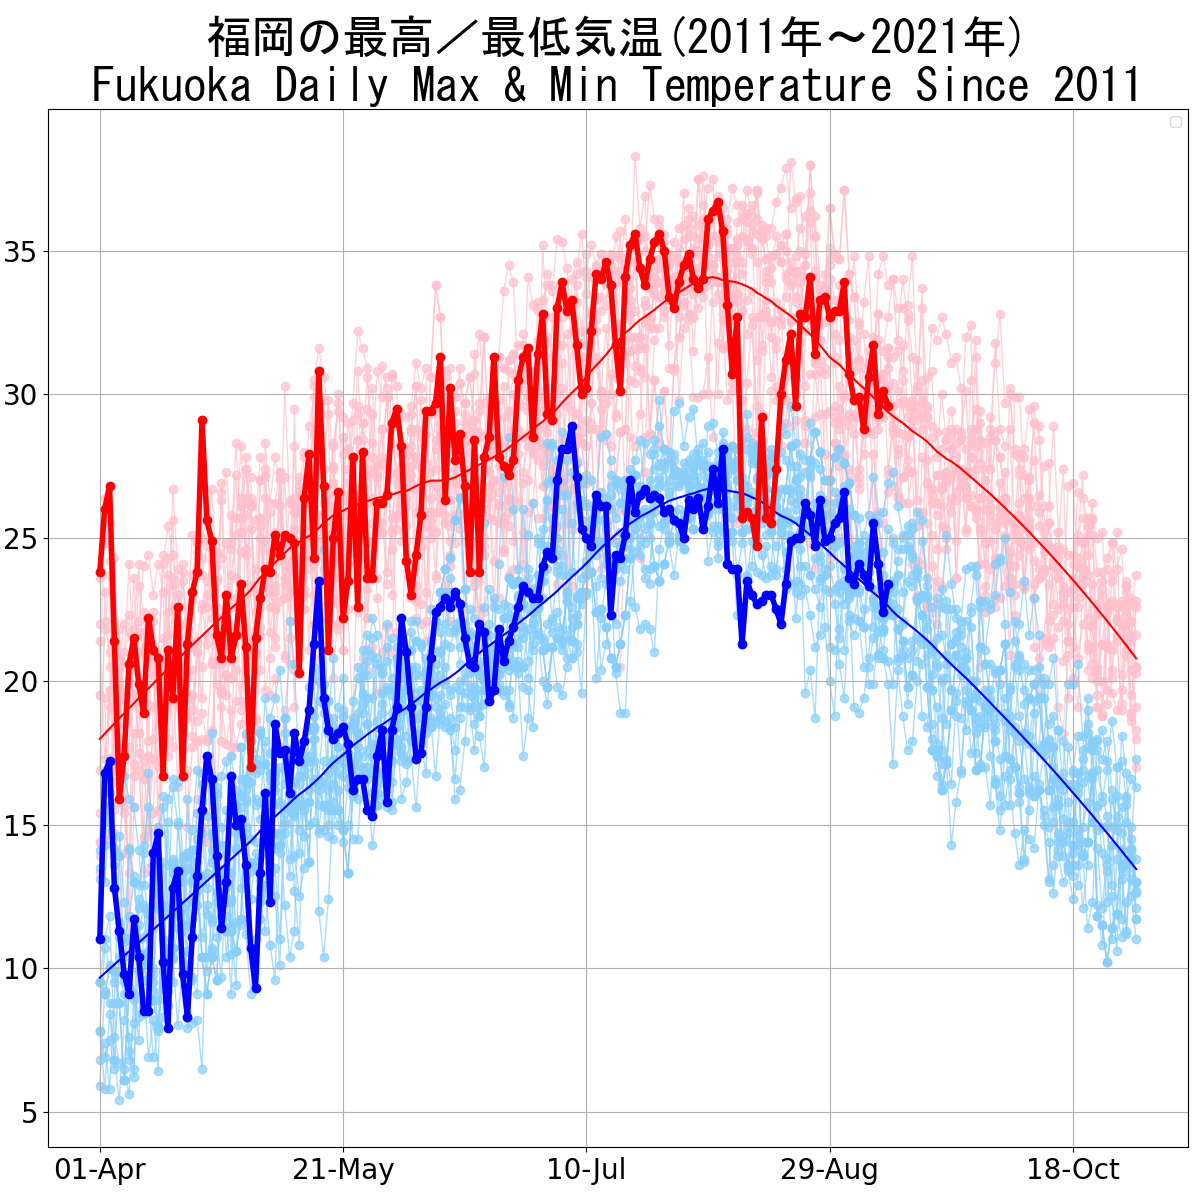 福岡の最高／最低気温(2011年～2021年)
Fukuoka Daily Max & Min Temperature Since 2011
35
30
25
20
15
10
5
01-Apr 21-May 10-Jul 29-Aug 18-Oct